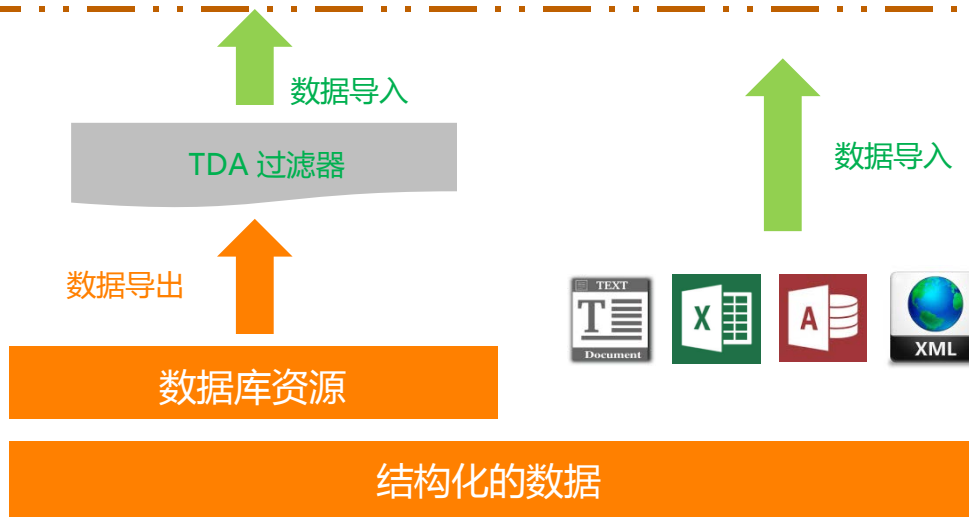 数据导入
TDA 过滤器
数据导入
数据导出
TEXT
T
Document
X
A
XML
数据库资源
结构化的数据